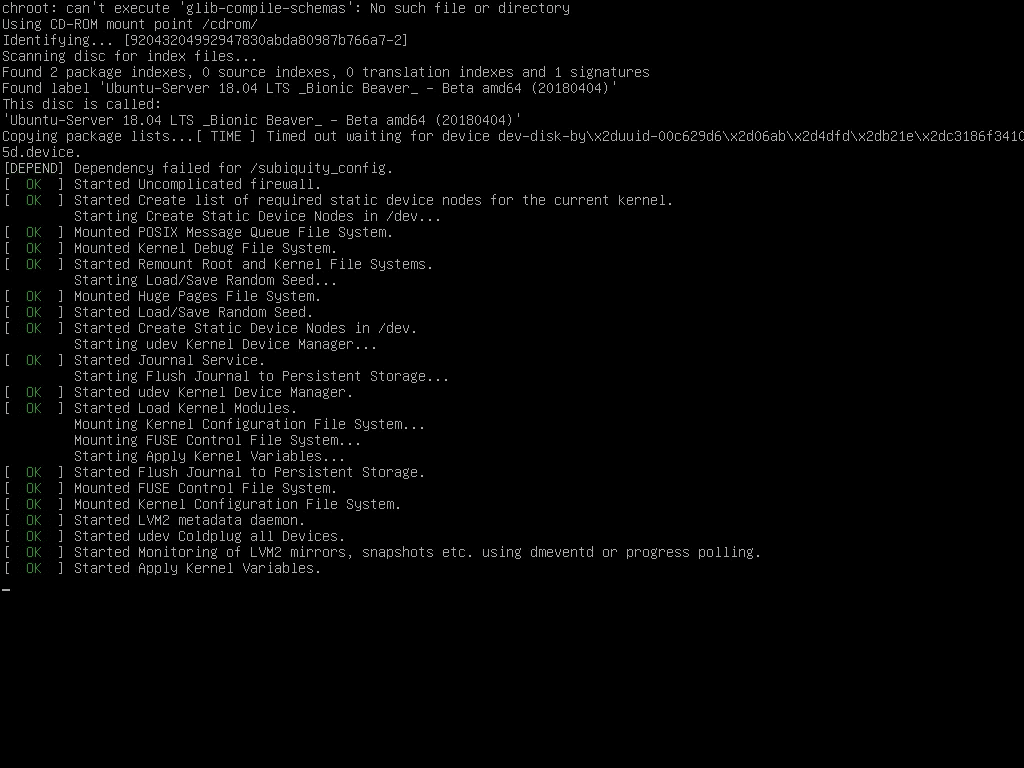 chroot: can't execute 'glib-compile-schemas': No such file or directory
Using CD-ROM mount point /cdrom/
Identifying... [92043204992947830abda80987b766a7-2]
Scanning disc for index files...
Found 2 package indexes, 0 source indexes, 0 translation indexes and 1 signatures
Found label 'Ubuntu-Server 18.04 LTS _Bionic Beaver_ - Beta amd64 (20180404)'
This disc is called:
'Ubuntu-Server 18.04 LTS _Bionic Beaver_ - Beta amd64 (20180404)'
Copying package lists...[ TIME ] Timed out waiting for device dev-disk-by\x2duuid-00c629d6\x2d06ab\x2d4dfd\x2db21e\x2dc3186f3410
5d.device.
[DEPEND] Dependency failed for /subiquity_config.
[  OK  ] Started Uncomplicated firewall.
[  OK  ] Started Create list of required static device nodes for the current kernel.
         Starting Create Static Device Nodes in /dev...
[  OK  ] Mounted POSIX Message Queue File System.
[  OK  ] Mounted Kernel Debug File System.
[  OK  ] Started Remount Root and Kernel File Systems.
         Starting Load/Save Random Seed...
[  OK  ] Mounted Huge Pages File System.
[  OK  ] Started Load/Save Random Seed.
[  OK  ] Started Create Static Device Nodes in /dev.
         Starting udev Kernel Device Manager...
[  OK  ] Started Journal Service.
         Starting Flush Journal to Persistent Storage...
[  OK  ] Started udev Kernel Device Manager.
[  OK  ] Started Load Kernel Modules.
         Mounting Kernel Configuration File System...
         Mounting FUSE Control File System...
         Starting Apply Kernel Variables...
[  OK  ] Started Flush Journal to Persistent Storage.
[  OK  ] Mounted FUSE Control File System.
[  OK  ] Mounted Kernel Configuration File System.
[  OK  ] Started LVM2 metadata daemon.
[  OK  ] Started udev Coldplug all Devices.
[  OK  ] Started Monitoring of LVM2 mirrors, snapshots etc. using dmeventd or progress polling.
[  OK  ] Started Apply Kernel Variables.